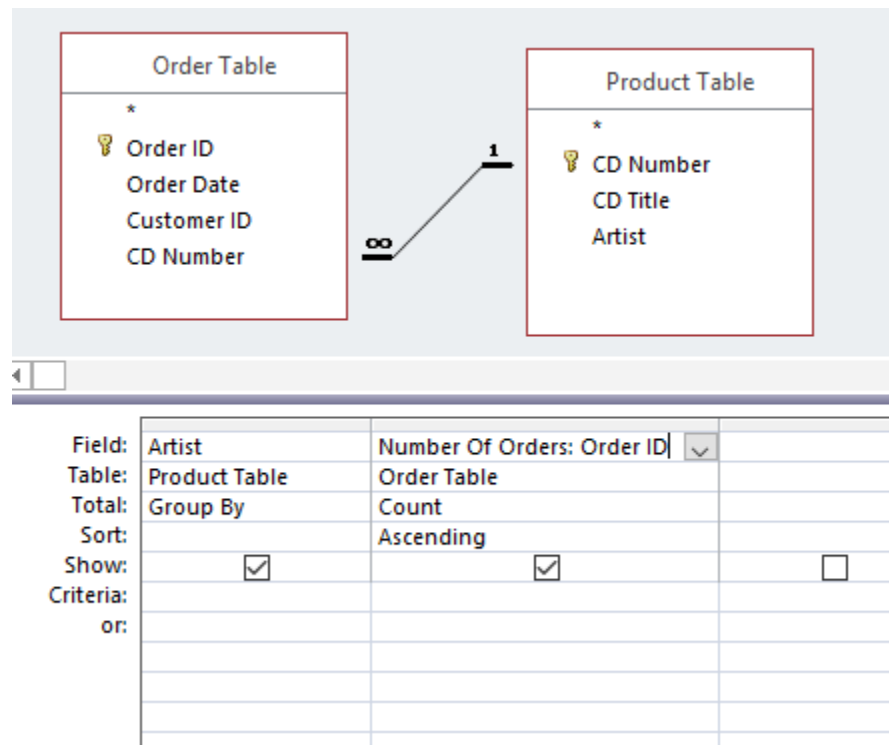 Order Table
*
Order ID
Order Date
Customer ID
CD Number
∞
1
Product Table
*
CD Number
CD Title
Artist
Field: Artist Number Of Orders: Order ID
Table: Product Table Order Table
Total: Group By Count
Sort: Ascending
Show:
Criteria:
or: